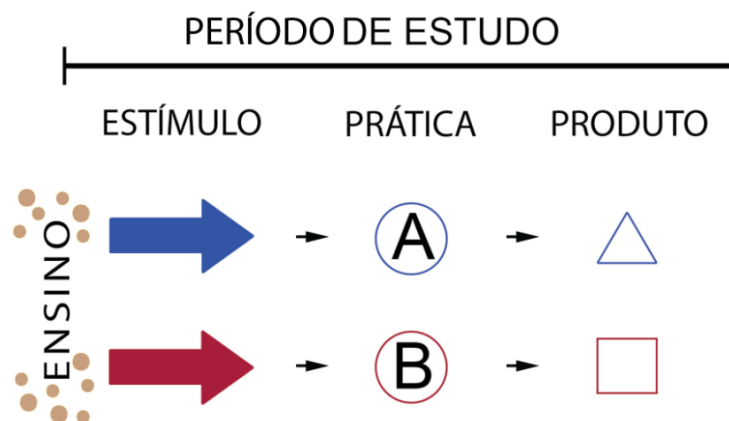 PERÍODO DE ESTUDO
ESTÍMULO
PRÁTICA
PRODUTO
ENSINO
A
B